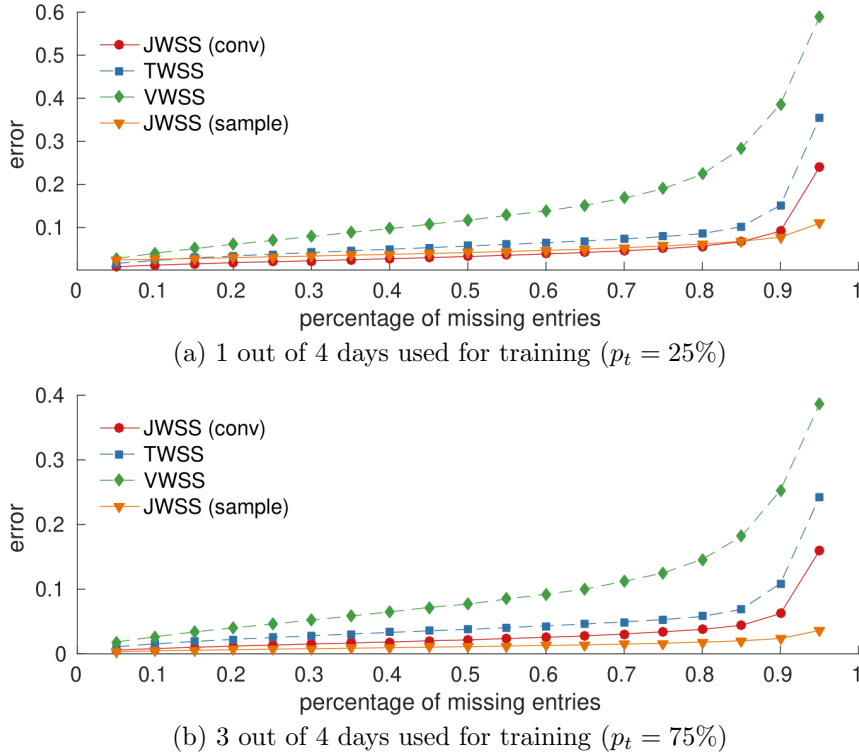 0.6
0.5
0.4
0.3
0.2
0.1
error
JWSS (conv)
TWSS
VWSS
JWSS (sample)
0 0.1 0.2 0.3 0.4 0.5 0.6 0.7 0.8 0.9 1
percentage of missing entries
(a) 1 out of 4 days used for training (p_t = 25%)
0.4
0.3
0.2
0.1
0
error
JWSS (conv)
TWSS
VWSS
JWSS (sample)
0 0.1 0.2 0.3 0.4 0.5 0.6 0.7 0.8 0.9 1
percentage of missing entries
(b) 3 out of 4 days used for training (p_t = 75%)